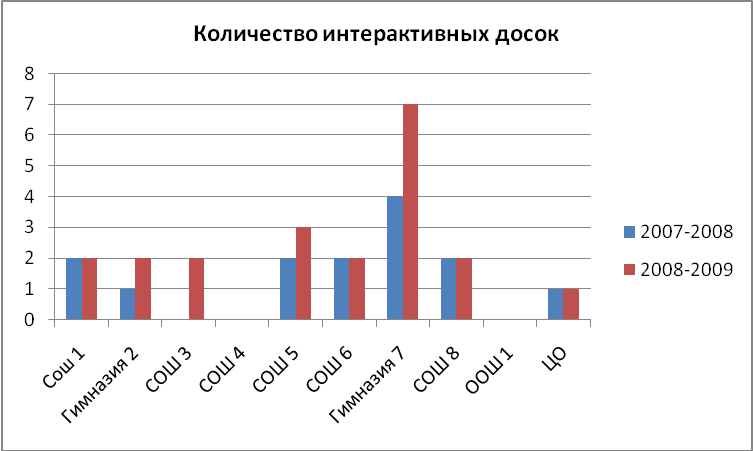 Количество интерактивных досок
8
7
6
5
4
3
2
1
0
Сош 1
Гимназия 2
СОШ 3
СОШ 4
СОШ 5
СОШ 6
Гимназия 7
СОШ 8
ООШ 1
ЦО
2007-2008
2008-2009